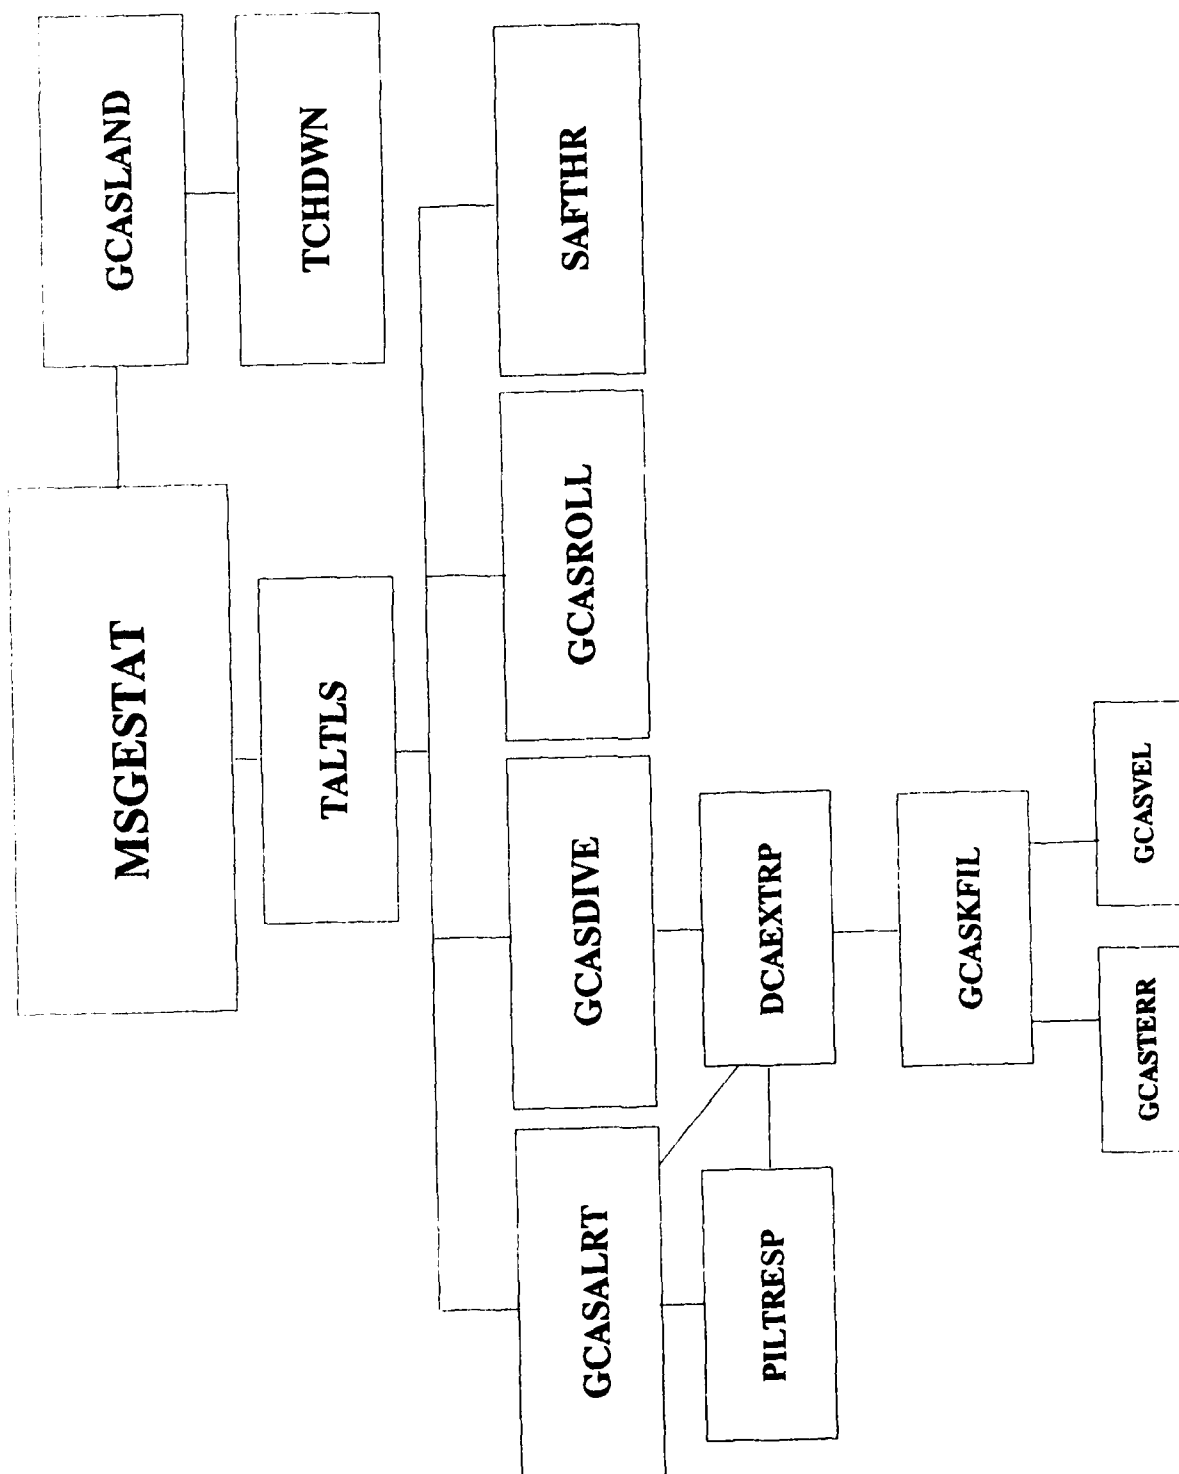 MSGESTAT
GCASLAND
TALTLS
TCHDWN
GCASALRT
GCASDIVE
GCASROLL
SAFTHR
PILTRESP
DCAEXTRP
GCASKFIL
GCASTERR
GCASVEL